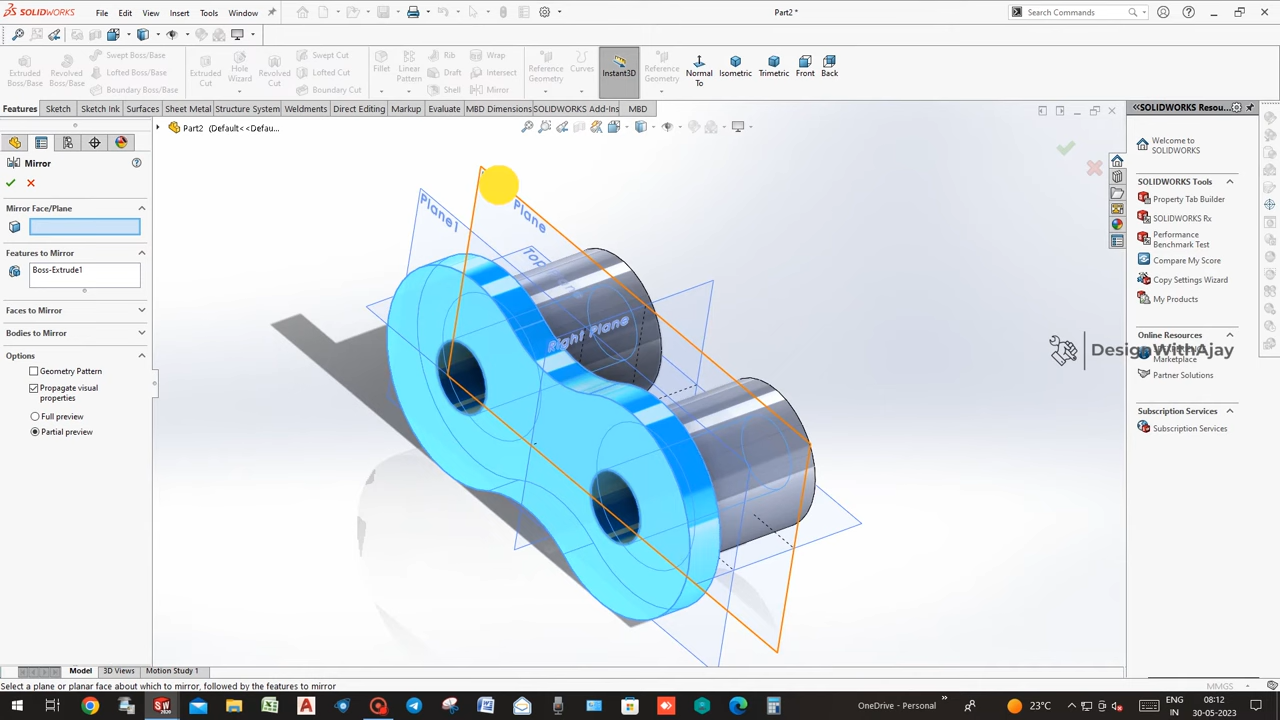 SOLIDWORKS
File Edit View Insert Tools Window
Part2 *
Search Commands
Extruded Boss/Base
Revolved Boss/Base
Swept Boss/Base
Lofted Boss/Base
Boundary Boss/Base
Extruded Cut
Hole Wizard
Revolved Cut
Swept Cut
Lofted Cut
Boundary Cut
Fillet
Linear Pattern
Rib
Draft
Shell
Wrap
Intersect
Mirror
Reference Geometry
Curves
Instant3D
Reference Geometry
Normal To
Isometric
Trimetric
Front
Back
Features Sketch Sketch Ink Surfaces Sheet Metal Structure System Weldments Direct Editing Markup Evaluate MBD Dimensions SOLIDWORKS Add-Ins MBD
Part2 (Default<<Defau...
Mirror
Mirror Face/Plane
Features to Mirror
Boss-Extrude1
Faces to Mirror
Bodies to Mirror
Options
Geometry Pattern
Propagate visual properties
Full preview
Partial preview
Plane1
Plane
Top
Right Plane
<<SOLIDWORKS Resou...
Welcome to SOLIDWORKS
SOLIDWORKS Tools
Property Tab Builder
SOLIDWORKS Rx
Performance Benchmark Test
Compare My Score
Copy Settings Wizard
My Products
Online Resources
Marketplace
Partner Solutions
Subscription Services
Subscription Services
Design WithAjay
Model 3D Views Motion Study 1
Select a plane or planar face about which to mirror, followed by the features to mirror
MMGS
OneDrive - Personal
23°C
ENG
IN
08:12
30-05-2023